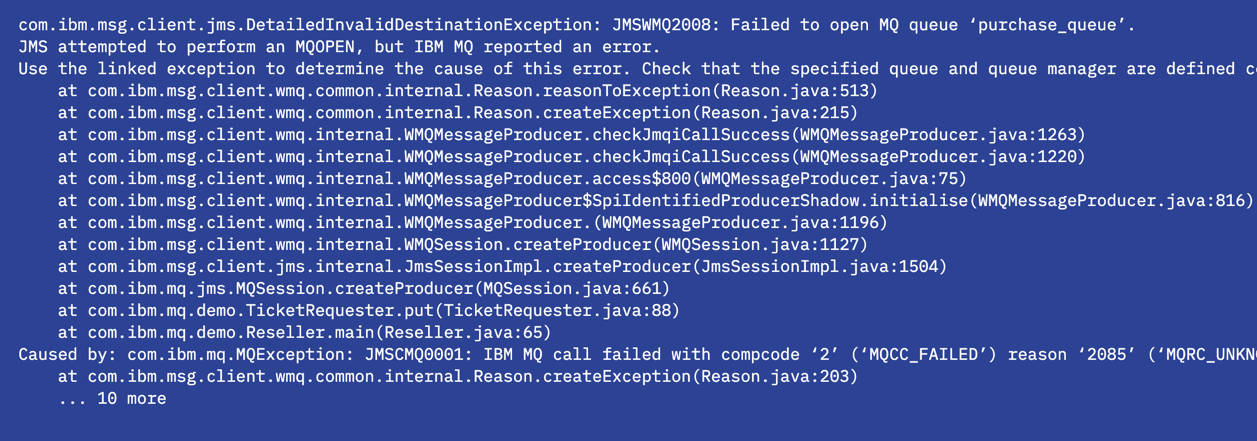 com.ibm.msg.client.jms.DetailedInvalidDestinationException: JMSWMQ2008: Failed to open MQ queue ‘purchase_queue’.
JMS attempted to perform an MQOPEN, but IBM MQ reported an error.
Use the linked exception to determine the cause of this error. Check that the specified queue and queue manager are defined c
at com.ibm.msg.client.wmq.common.internal.Reason.reasonToException(Reason.java:513)
at com.ibm.msg.client.wmq.common.internal.Reason.createException(Reason.java:215)
at com.ibm.msg.client.wmq.internal.WMQMessageProducer.checkJmqiCallSuccess(WMQMessageProducer.java:1263)
at com.ibm.msg.client.wmq.internal.WMQMessageProducer.checkJmqiCallSuccess(WMQMessageProducer.java:1220)
at com.ibm.msg.client.wmq.internal.WMQMessageProducer.access$800(WMQMessageProducer.java:75)
at com.ibm.msg.client.wmq.internal.WMQMessageProducer$SpiIdentifiedProducerShadow.initialise(WMQMessageProducer.java:816)
at com.ibm.msg.client.wmq.internal.WMQMessageProducer.(WMQMessageProducer.java:1196)
at com.ibm.msg.client.wmq.internal.WMQSession.createProducer(WMQSession.java:1127)
at com.ibm.msg.client.jms.internal.JmsSessionImpl.createProducer(JmsSessionImpl.java:1504)
at com.ibm.mq.jms.MQSession.createProducer(MQSession.java:661)
at com.ibm.mq.demo.TicketRequester.put(TicketRequester.java:88)
at com.ibm.mq.demo.Reseller.main(Reseller.java:65)
Caused by: com.ibm.mq.MQException: JMSCMQ0001: IBM MQ call failed with compcode ‘2’ (‘MQCC_FAILED’) reason ‘2085’ (‘MQRC_UNKN
at com.ibm.msg.client.wmq.common.internal.Reason.createException(Reason.java:203)
... 10 more